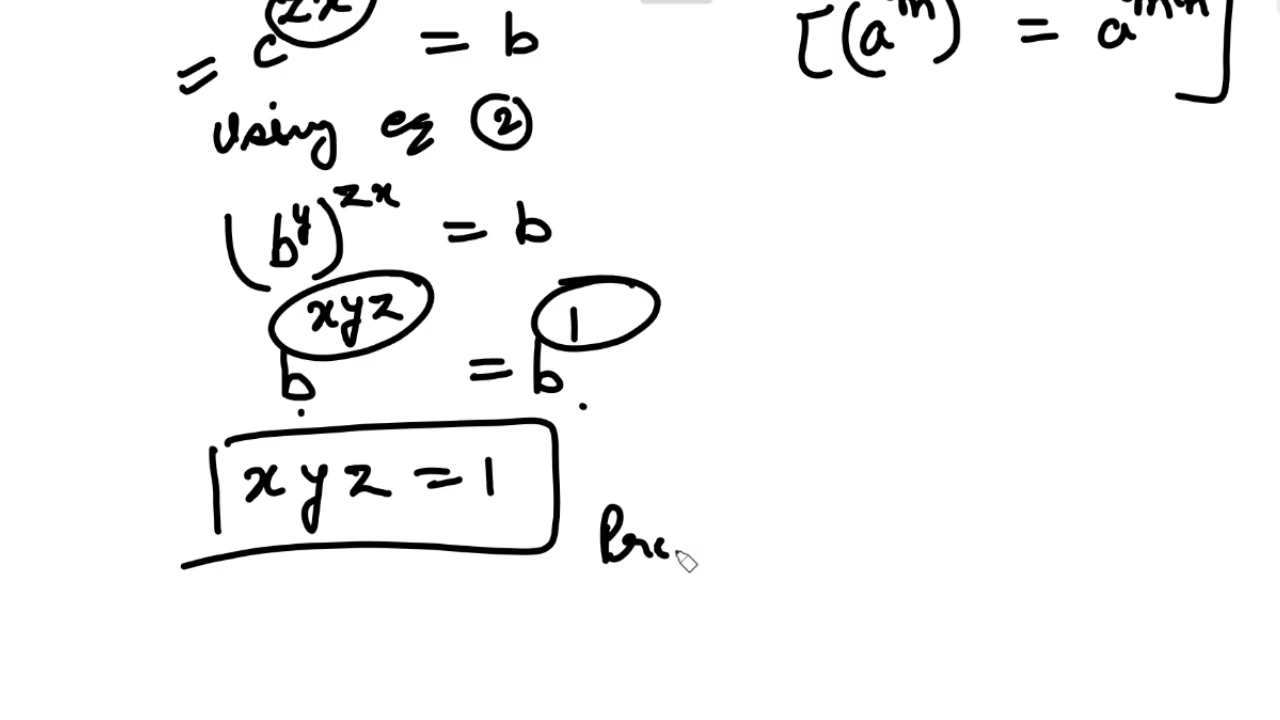 = c^{zx} = b
[(a^m) = a^{mn}]
Using eq ②
(b^y)^{zx} = b
b^{xyz} = b^1
xyz = 1